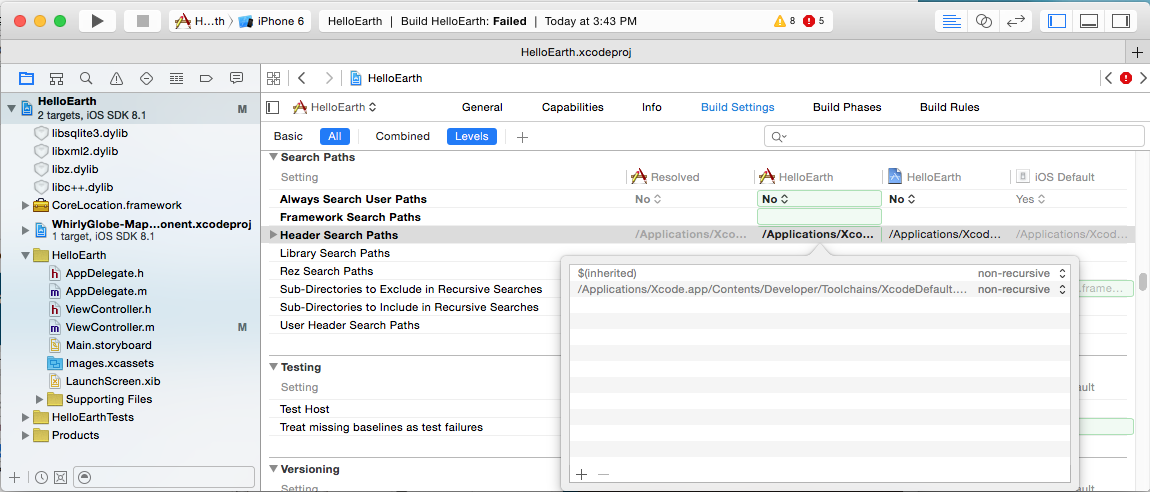 H...th
iPhone 6
HelloEarth | Build HelloEarth: Failed | Today at 3:43 PM
8
5
HelloEarth.xcodeproj
HelloEarth
2 targets, iOS SDK 8.1
M
libsqlite3.dylib
libxml2.dylib
libz.dylib
libc++.dylib
CoreLocation.framework
WhirlyGlobe-Map...onent.xcodeproj
1 target, iOS SDK 8.1
HelloEarth
AppDelegate.h
AppDelegate.m
ViewController.h
ViewController.m
M
Main.storyboard
Images.xcassets
LaunchScreen.xib
Supporting Files
HelloEarthTests
Products
HelloEarth
HelloEarth
General Capabilities Info Build Settings Build Phases Build Rules
Basic All Combined Levels
Search Paths
Setting Resolved HelloEarth HelloEarth iOS Default
Always Search User Paths No No No Yes
Framework Search Paths
Header Search Paths /Applications/Xco... /Applications/Xco... /Applications/Xcod... /Applications/Xcod...
Library Search Paths
Rez Search Paths
Sub-Directories to Exclude in Recursive Searches .frame...
Sub-Directories to Include in Recursive Searches
User Header Search Paths
$(inherited) non-recursive
/Applications/Xcode.app/Contents/Developer/Toolchains/XcodeDefault.... non-recursive
Testing
Setting ault
Test Host
Treat missing baselines as test failures
Versioning
Setting